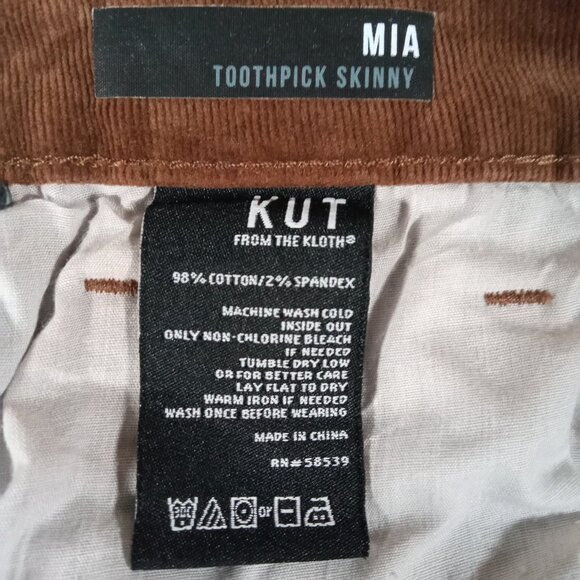 MIA
TOOTHPICK SKINNY
KUT
FROM THE KLOTH®
98% COTTON/2% SPANDEX
MACHINE WASH COLD
INSIDE OUT
ONLY NON-CHLORINE BLEACH
IF NEEDED
TUMBLE DRY LOW
OR FOR BETTER CARE
LAY FLAT TO DRY
WARM IRON IF NEEDED
WASH ONCE BEFORE WEARING
MADE IN CHINA
RN# 58539
or